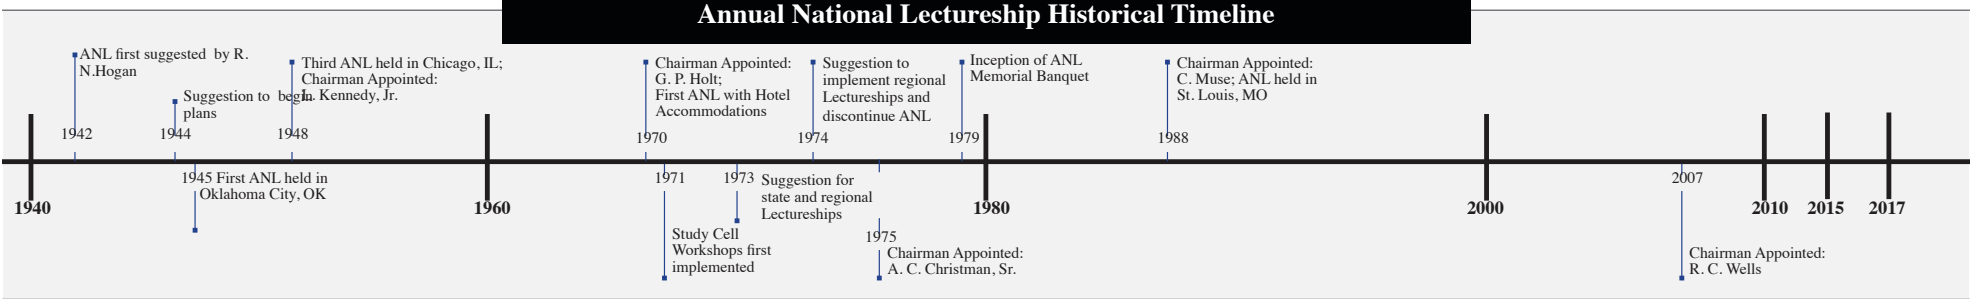 Annual National Lectureship Historical Timeline
ANL first suggested by R.
N.Hogan
1942
Suggestion to begin
plans
1944
Third ANL held in Chicago, IL;
Chairman Appointed:
L. Kennedy, Jr.
1948
Chairman Appointed:
G. P. Holt;
First ANL with Hotel
Accommodations
1970
Suggestion to
implement regional
Lectureships and
discontinue ANL
1974
Inception of ANL
Memorial Banquet
1979
Chairman Appointed:
C. Muse; ANL held in
St. Louis, MO
1988
1945 First ANL held in
Oklahoma City, OK
1971
Study Cell
Workshops first
implemented
1973
Suggestion for
state and regional
Lectureships
1975
Chairman Appointed:
A. C. Christman, Sr.
2007
Chairman Appointed:
R. C. Wells
1940
1960
1980
2000
2010
2015
2017